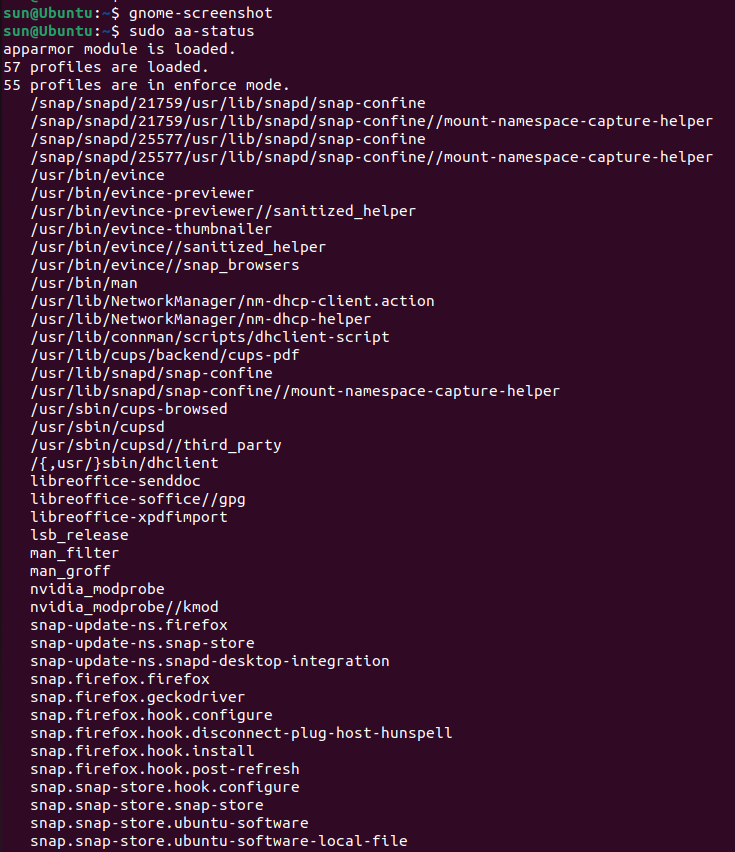 sun@Ubuntu:~$ gnome-screenshot
sun@Ubuntu:~$ sudo aa-status
apparmor module is loaded.
57 profiles are loaded.
55 profiles are in enforce mode.
   /snap/snapd/21759/usr/lib/snapd/snap-confine
   /snap/snapd/21759/usr/lib/snapd/snap-confine//mount-namespace-capture-helper
   /snap/snapd/25577/usr/lib/snapd/snap-confine
   /snap/snapd/25577/usr/lib/snapd/snap-confine//mount-namespace-capture-helper
   /usr/bin/evince
   /usr/bin/evince-previewer
   /usr/bin/evince-previewer//sanitized_helper
   /usr/bin/evince-thumbnailer
   /usr/bin/evince//sanitized_helper
   /usr/bin/evince//snap_browsers
   /usr/bin/man
   /usr/lib/NetworkManager/nm-dhcp-client.action
   /usr/lib/NetworkManager/nm-dhcp-helper
   /usr/lib/connman/scripts/dhclient-script
   /usr/lib/cups/backend/cups-pdf
   /usr/lib/snapd/snap-confine
   /usr/lib/snapd/snap-confine//mount-namespace-capture-helper
   /usr/sbin/cups-browsed
   /usr/sbin/cupsd
   /usr/sbin/cupsd//third_party
   /{,usr/}sbin/dhclient
   libreoffice-senddoc
   libreoffice-soffice//gpg
   libreoffice-xpdfimport
   lsb_release
   man_filter
   man_groff
   nvidia_modprobe
   nvidia_modprobe//kmod
   snap-update-ns.firefox
   snap-update-ns.snap-store
   snap-update-ns.snapd-desktop-integration
   snap.firefox.firefox
   snap.firefox.geckodriver
   snap.firefox.hook.configure
   snap.firefox.hook.disconnect-plug-host-hunspell
   snap.firefox.hook.install
   snap.firefox.hook.post-refresh
   snap.snap-store.hook.configure
   snap.snap-store.snap-store
   snap.snap-store.ubuntu-software
   snap.snap-store.ubuntu-software-local-file